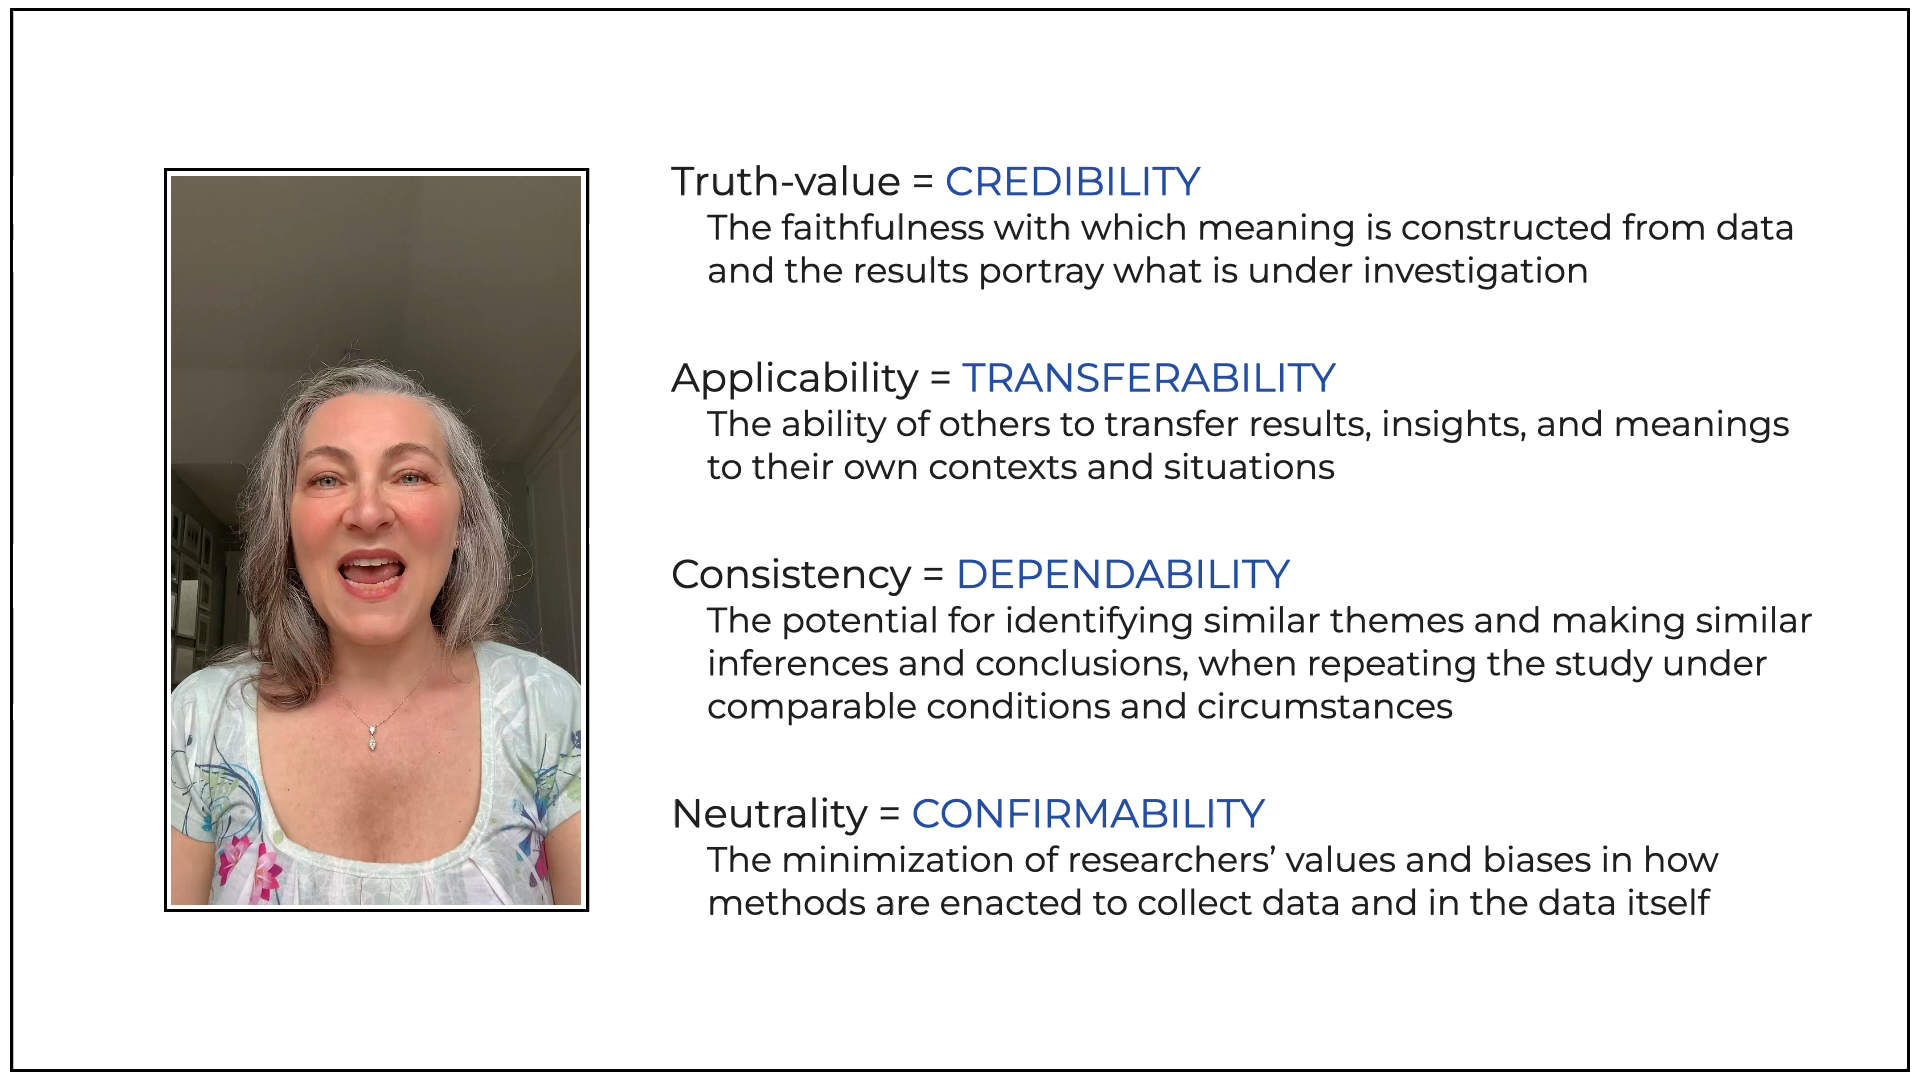 Truth-value = CREDIBILITY
The faithfulness with which meaning is constructed from data
and the results portray what is under investigation
Applicability = TRANSFERABILITY
The ability of others to transfer results, insights, and meanings
to their own contexts and situations
Consistency = DEPENDABILITY
The potential for identifying similar themes and making similar
inferences and conclusions, when repeating the study under
comparable conditions and circumstances
Neutrality = CONFIRMABILITY
The minimization of researchers’ values and biases in how
methods are enacted to collect data and in the data itself